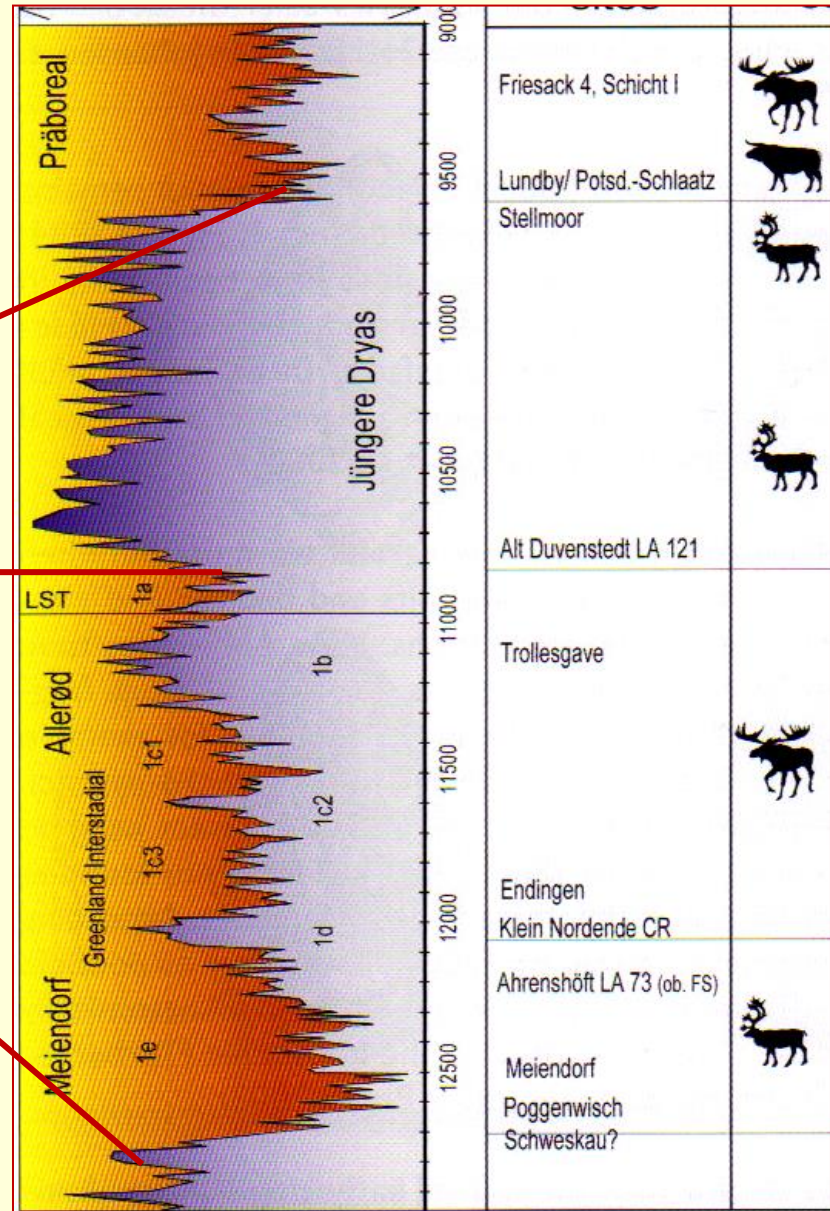 Präboreal
Jüngere Dryas
LST
1a
Allerød
1b
1c1
1c2
Greenland Interstadial
1c3
1d
Meiendorf
1e
9000
9500
10000
10500
11000
11500
12000
12500
Friesack 4, Schicht I
Lundby/ Potsd.-Schlaatz
Stellmoor
Alt Duvenstedt LA 121
Trollesgave
Endingen
Klein Nordende CR
Ahrenshöft LA 73 (ob. FS)
Meiendorf
Poggenwisch
Schweskau?